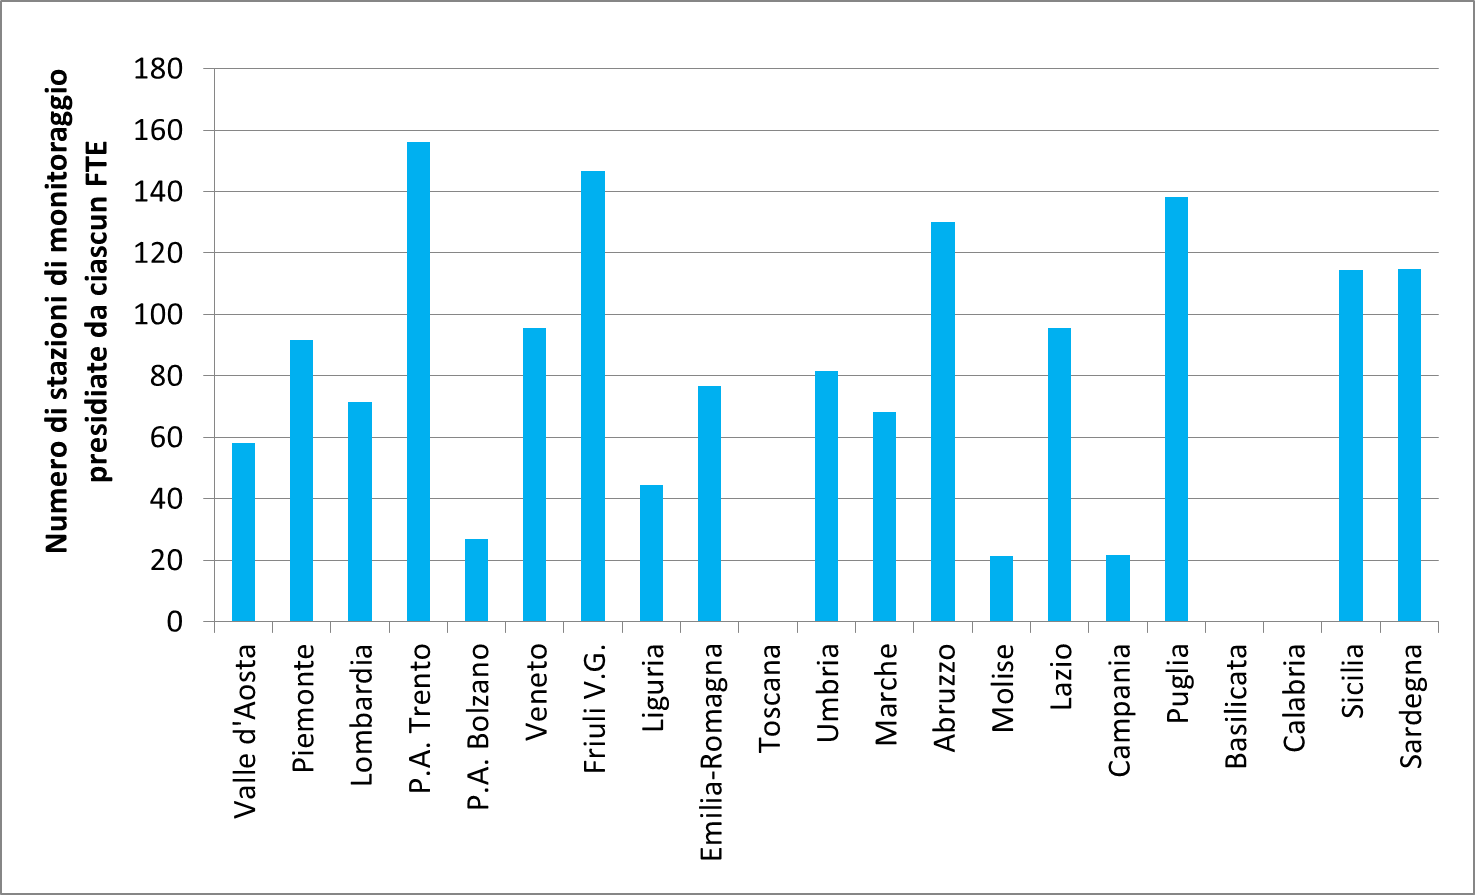 Numero di stazioni di monitoraggio
presidiate da ciascun FTE
180
160
140
120
100
80
60
40
20
0
Valle d'Aosta
Piemonte
Lombardia
P.A. Trento
P.A. Bolzano
Veneto
Friuli V.G.
Liguria
Emilia-Romagna
Toscana
Umbria
Marche
Abruzzo
Molise
Lazio
Campania
Puglia
Basilicata
Calabria
Sicilia
Sardegna